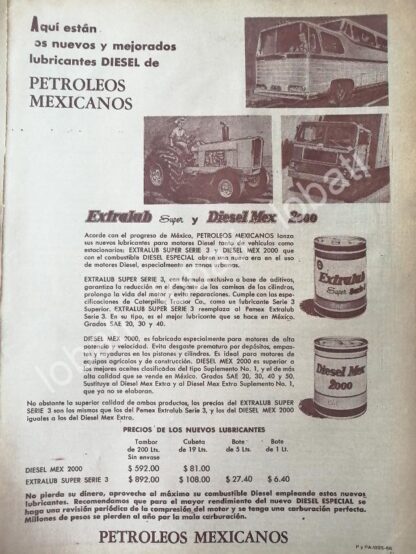 Aquí están
os nuevos y mejorados
lubricantes DIESEL de
PETROLEOS
MEXICANOS
Extralub Super y Diesel Mex 2000
Acorde con el progreso de México, PETROLEOS MEXICANOS lanza
sus nuevos lubricantes para motores Diesel tanto de vehículos como
estacionarios: EXTRALUB SUPER SERIE 3 y DIESEL MEX 2000 que
con el combustible DIESEL ESPECIAL abren una nueva era en el uso
de motores Diesel, especialmente en zonas urbanas.
EXTRALUB SUPER SERIE 3, con fórmula exclusiva a base de aditivos,
garantiza la reducción en el desgaste de las camisas de los cilindros,
prolonga la vida del motor y evita reparaciones. Cumple con las espe-
cificaciones de Caterpillar Tractor Co., como un lubricante Serie 3
Superior. EXTRALUB SUPER SERIE 3 reemplaza al Pemex Extralub
Serie 3. En su tipo, es el mejor lubricante que se hace en México.
Grados SAE 20, 30 y 40.
DIESEL MEX 2000, es fabricado especialmente para motores de alta
potencia y velocidad. Evita desgaste prematuro por depósitos, empas-
tes y rayaduras en los pistones y cilindros. Es ideal para motores de
equipos agrícolas y de construcción. DIESEL MEX 2000 es superior a
los mejores aceites clasificados del tipo Suplemento No. 1, y el de más
alta calidad que se vende en México. Grados SAE 20, 30, 40 y 50.
Sustituye al Diesel Mex Extra y al Diesel Mex Extra Suplemento No. 1,
que ya no se elaboran.
No obstante la superior calidad de ambos productos, los precios del EXTRALUB SUPER
SERIE 3 son los mismos que los del Pemex Extralub Serie 3, y los del DIESEL MEX 2000
iguales a los del Diesel Mex Extra.
Extralub
Super
Diesel Mex
2000
PRECIOS DE LOS NUEVOS LUBRICANTES
Tambor de 200 Lts. Sin envase Cubeta de 19 Lts. Bote de 5 Lts. Bote de 1 Lt.
DIESEL MEX 2000 $ 592.00 $ 81.00
EXTRALUB SUPER SERIE 3 $ 892.00 $ 108.00 $ 27.40 $ 6.40
No pierda su dinero, aproveche al máximo su combustible Diesel empleando estos nuevos
lubricantes. Recomendamos que para el mayor rendimiento del nuevo DIESEL ESPECIAL se
haga una revisión periódica de la compresión del motor y se tenga una carburación perfecta.
Millones de pesos se pierden al año por la mala carburación.
PETROLEOS MEXICANOS